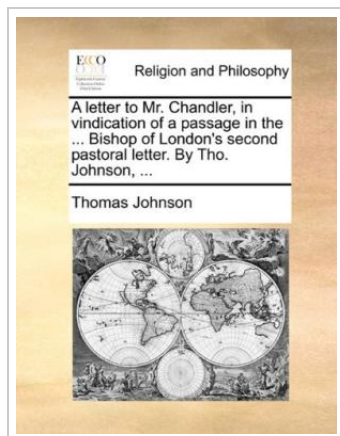 ECCO
Religion and Philosophy
A letter to Mr. Chandler, in
vindication of a passage in the
... Bishop of London's second
pastoral letter. By Tho.
Johnson, ...
Thomas Johnson